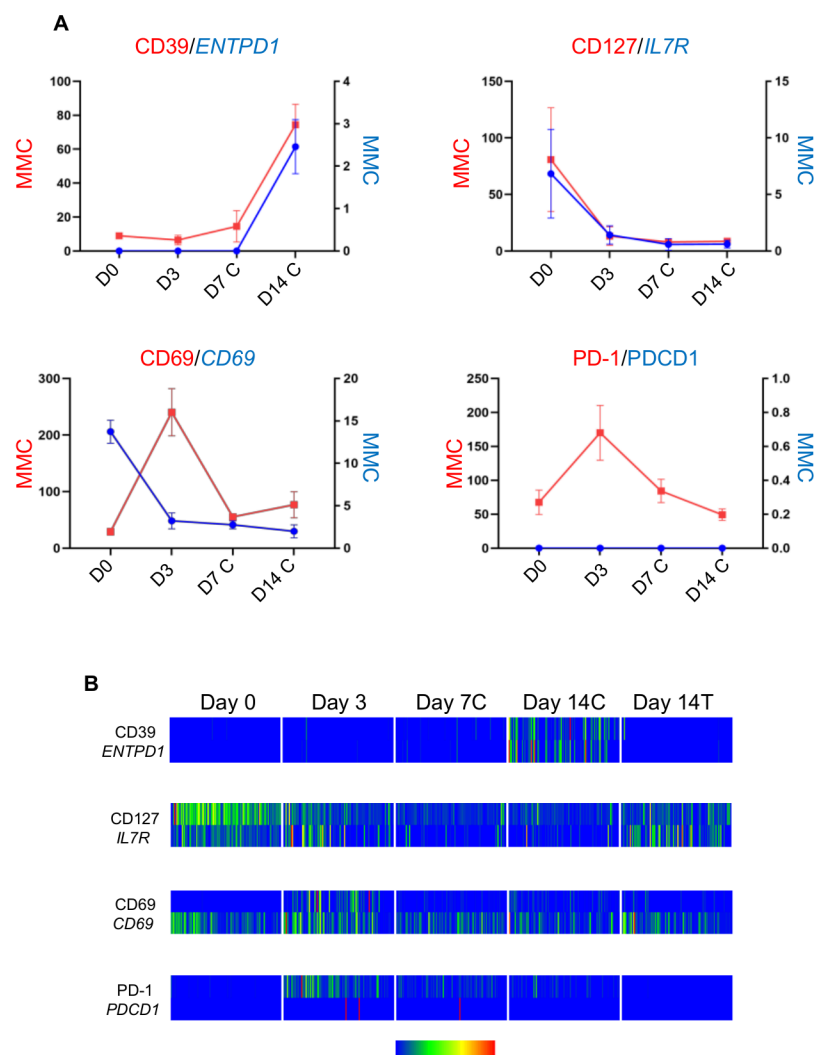 A
CD39/ENTPD1
100
80
60
40
20
0
MMC
4
3
2
1
0
MMC
D0
D3
D7 C
D14 C
CD127/IL7R
150
100
50
0
MMC
15
10
5
0
MMC
D0
D3
D7 C
D14 C
CD69/CD69
300
200
100
0
MMC
20
15
10
5
0
MMC
D0
D3
D7 C
D14 C
PD-1/PDCD1
250
200
150
100
50
0
MMC
1.0
0.8
0.6
0.4
0.2
0.0
MMC
D0
D3
D7 C
D14 C
B
Day 0 Day 3 Day 7C Day 14C Day 14T
CD39
ENTPD1
CD127
IL7R
CD69
CD69
PD-1
PDCD1